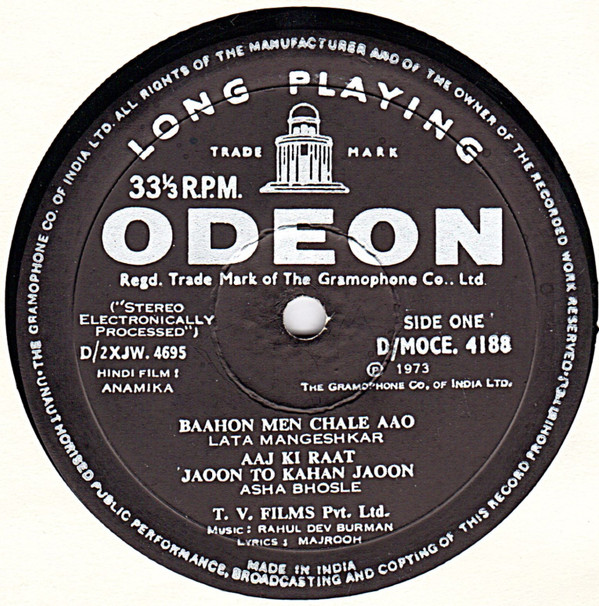 THE GRAMOPHONE CO. OF INDIA LTD. ALL RIGHTS OF THE MANUFACTURER AND OF THE OWNER OF THE RECORDED WORK RESERVED
UNAUTHORISED PUBLIC PERFORMANCE, BROADCASTING AND COPYING OF THIS RECORD PROHIBITED
LONG PLAYING
TRADE MARK
33⅓ R.P.M.
ODEON
Regd. Trade Mark of The Gramophone Co.. Ltd.
("STEREO
ELECTRONICALLY
PROCESSED")
D/2XJW. 4695
HINDI FILM :
ANAMIKA
SIDE ONE
D/MOCE. 4188
℗ 1973
THE GRAMOPHONE CO, OF INDIA LTD.
BAAHON MEN CHALE AAO
LATA MANGESHKAR
AAJ KI RAAT
JAOON TO KAHAN JAOON
ASHA BHOSLE
T. V. FILMS Pvt. Ltd.
MUSIC : RAHUL DEV BURMAN
LYRICS : MAJROOH
MADE IN INDIA